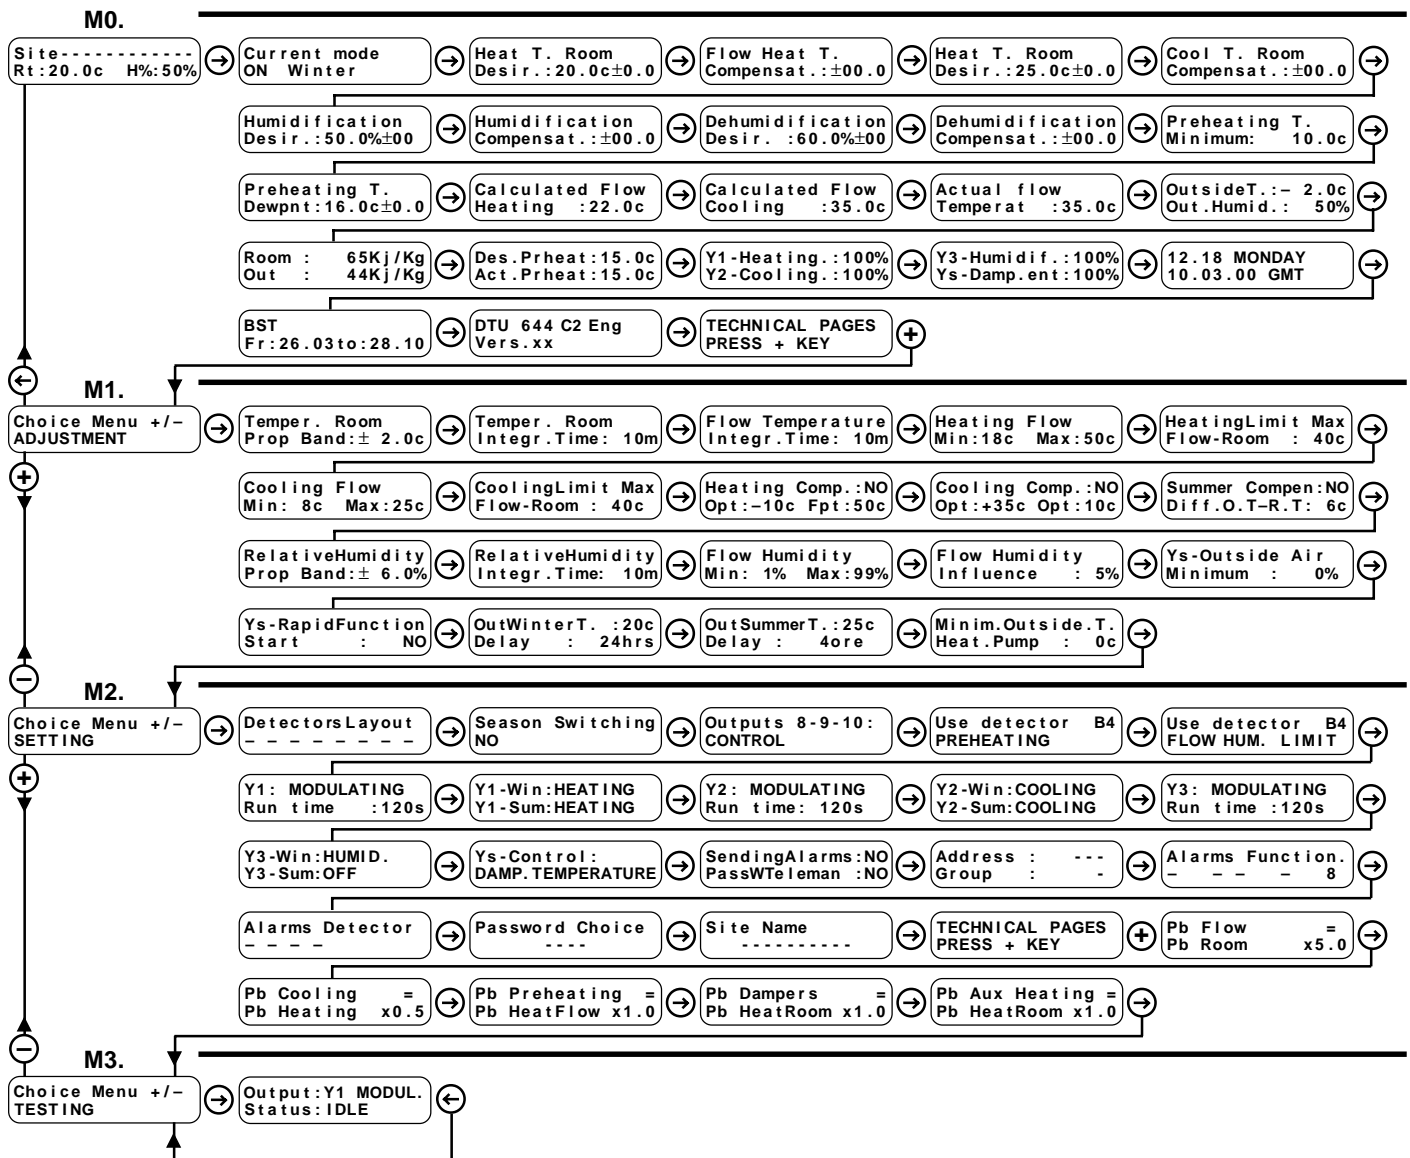 M0.
Site------------
Rt:20.0c H%:50%
Current mode
ON Winter
Heat T. Room
Desir.:20.0c±0.0
Flow Heat T.
Compensat.:±00.0
Heat T. Room
Desir.:25.0c±0.0
Cool T. Room
Compensat.:±00.0
Humidification
Desir.:50.0%±00
Humidification
Compensat.:±00.0
Dehumidification
Desir. :60.0%±00
Dehumidification
Compensat.:±00.0
Preheating T.
Minimum: 10.0c
Preheating T.
Dewpnt:16.0c±0.0
Calculated Flow
Heating :22.0c
Calculated Flow
Cooling :35.0c
Actual flow
Temperat :35.0c
OutsideT.:– 2.0c
Out.Humid.: 50%
Room : 65Kj/Kg
Out : 44Kj/Kg
Des.Prheat:15.0c
Act.Prheat:15.0c
Y1-Heating.:100%
Y2-Cooling.:100%
Y3-Humidif.:100%
Ys-Damp.ent:100%
12.18 MONDAY
10.03.00 GMT
BST
Fr:26.03to:28.10
DTU 644 C2 Eng
Vers.xx
TECHNICAL PAGES
PRESS + KEY
M1.
Choice Menu +/–
ADJUSTMENT
Temper. Room
Prop Band:± 2.0c
Temper. Room
Integr.Time: 10m
Flow Temperature
Integr.Time: 10m
Heating Flow
Min:18c Max:50c
HeatingLimit Max
Flow-Room : 40c
Cooling Flow
Min: 8c Max:25c
CoolingLimit Max
Flow-Room : 40c
Heating Comp.:NO
Opt:–10c Fpt:50c
Cooling Comp.:NO
Opt:+35c Opt:10c
Summer Compen:NO
Diff.O.T–R.T: 6c
RelativeHumidity
Prop Band:± 6.0%
RelativeHumidity
Integr.Time: 10m
Flow Humidity
Min: 1% Max:99%
Flow Humidity
Influence : 5%
Ys-Outside Air
Minimum : 0%
Ys-RapidFunction
Start : NO
OutWinterT. :20c
Delay : 24hrs
OutSummerT.:25c
Delay : 4ore
Minim.Outside.T.
Heat.Pump : 0c
M2.
Choice Menu +/–
SETTING
DetectorsLayout
– – – – – – – –
Season Switching
NO
Outputs 8-9-10:
CONTROL
Use detector B4
PREHEATING
Use detector B4
FLOW HUM. LIMIT
Y1: MODULATING
Run time :120s
Y1-Win:HEATING
Y1-Sum:HEATING
Y2: MODULATING
Run time: 120s
Y2-Win:COOLING
Y2-Sum:COOLING
Y3: MODULATING
Run time :120s
Y3-Win:HUMID.
Y3-Sum:OFF
Ys-Control:
DAMP.TEMPERATURE
SendingAlarms:NO
PassWTeleman :NO
Address : ---
Group : -
Alarms Function.
– – – – 8
Alarms Detector
– – – –
Password Choice
----
Site Name
----------
TECHNICAL PAGES
PRESS + KEY
Pb Flow =
Pb Room x5.0
Pb Cooling =
Pb Heating x0.5
Pb Preheating =
Pb HeatFlow x1.0
Pb Dampers =
Pb HeatRoom x1.0
Pb Aux Heating =
Pb HeatRoom x1.0
M3.
Choice Menu +/–
TESTING
Output:Y1 MODUL.
Status:IDLE